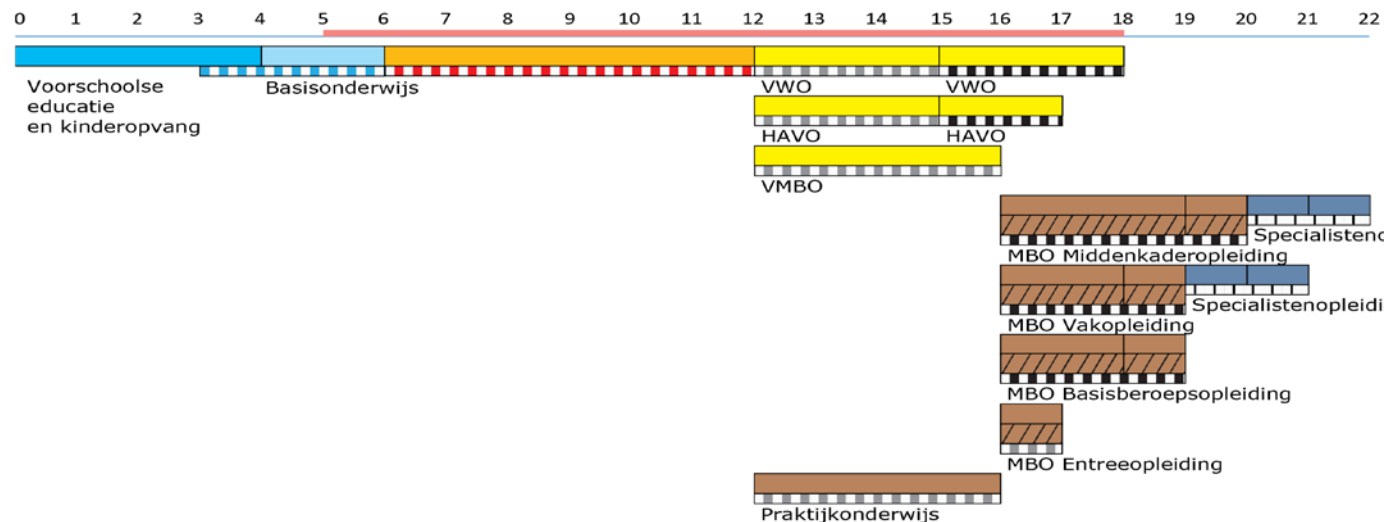 0 1 2 3 4 5 6 7 8 9 10 11 12 13 14 15 16 17 18 19 20 21 22
Voorschoolse
educatie
en kinderopvang
Basisonderwijs
VWO VWO
HAVO HAVO
VMBO
MBO Middenkaderopleiding
MBO Vakopleiding
MBO Basisberoepsopleiding
MBO Entreeopleiding
Praktijkonderwijs